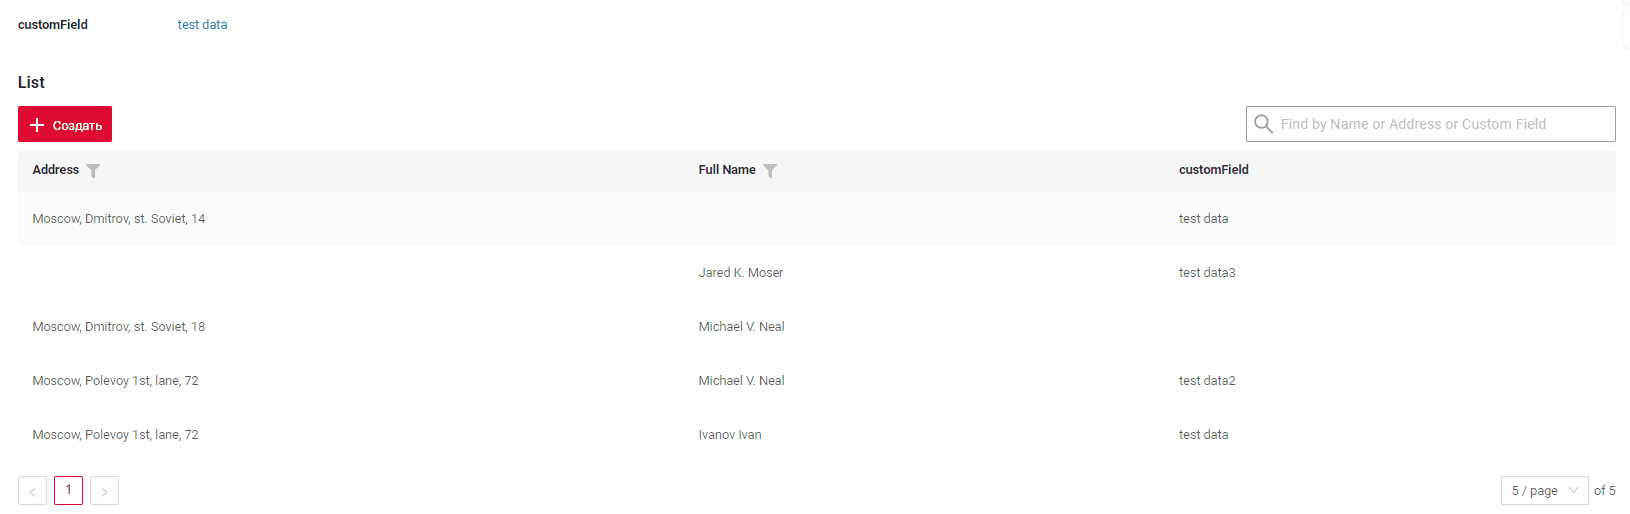 customField test data
List
Создать
Find by Name or Address or Custom Field
Address Full Name customField
Moscow, Dmitrov, st. Soviet, 14 test data
Jared K. Moser test data3
Moscow, Dmitrov, st. Soviet, 18 Michael V. Neal
Moscow, Polevoy 1st, lane, 72 Michael V. Neal test data2
Moscow, Polevoy 1st, lane, 72 Ivanov Ivan test data
< 1 > 5 / page of 5